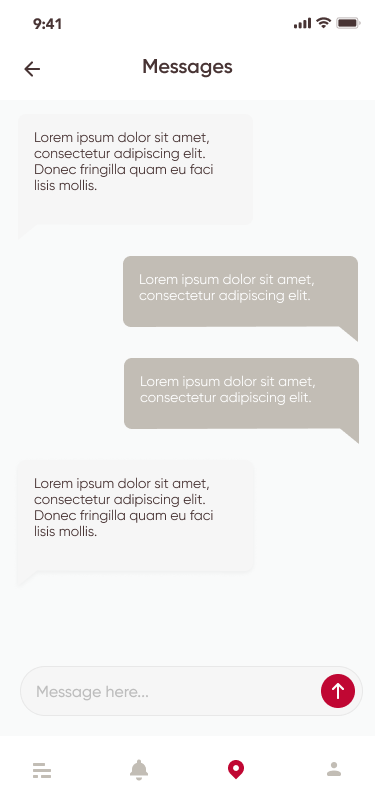 9:41
Messages
Lorem ipsum dolor sit amet,
consectetur adipiscing elit.
Donec fringilla quam eu faci
lisis mollis.
Lorem ipsum dolor sit amet,
consectetur adipiscing elit.
Lorem ipsum dolor sit amet,
consectetur adipiscing elit.
Lorem ipsum dolor sit amet,
consectetur adipiscing elit.
Donec fringilla quam eu faci
lisis mollis.
Message here...